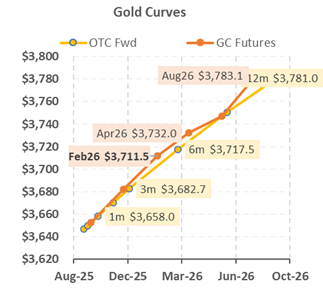 Gold Curves
OTC Fwd GC Futures
$3,800
$3,780
$3,760
$3,740
$3,720
$3,700
$3,680
$3,660
$3,640
$3,620
Aug26 $3,783.1
12m $3,781.0
Apr26 $3,732.0
Feb26 $3,711.5
6m $3,717.5
3m $3,682.7
1m $3,658.0
Aug-25 Dec-25 Mar-26 Jun-26 Oct-26